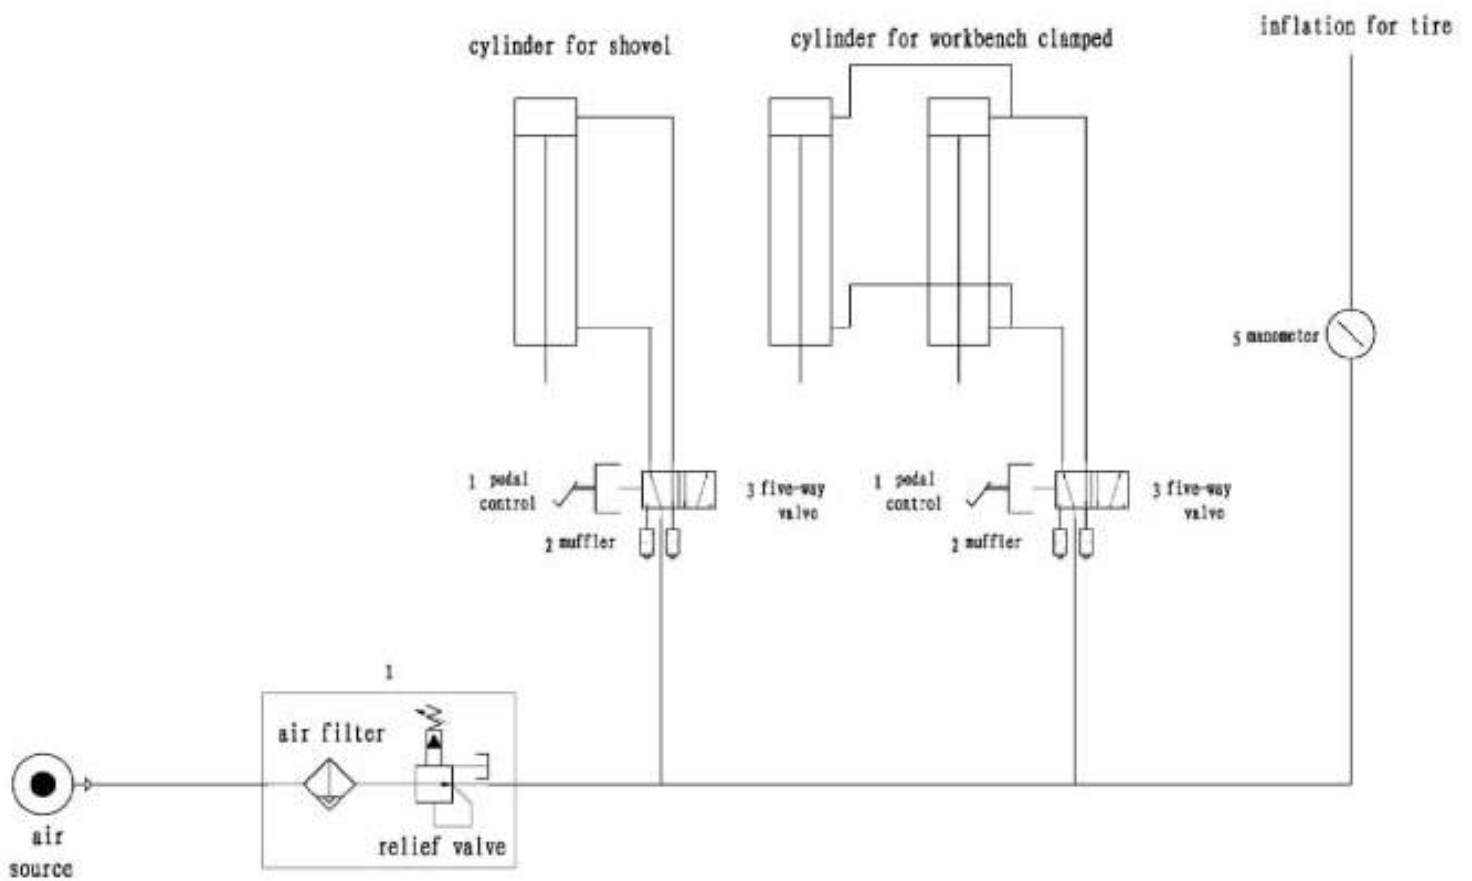 cylinder for shovel
cylinder for workbench clamped
inflation for tire
5 manometer
1 pedal
control
3 five-way
valve
2 muffler
1 pedal
control
3 five-way
valve
2 muffler
1
air filter
relief valve
air
source